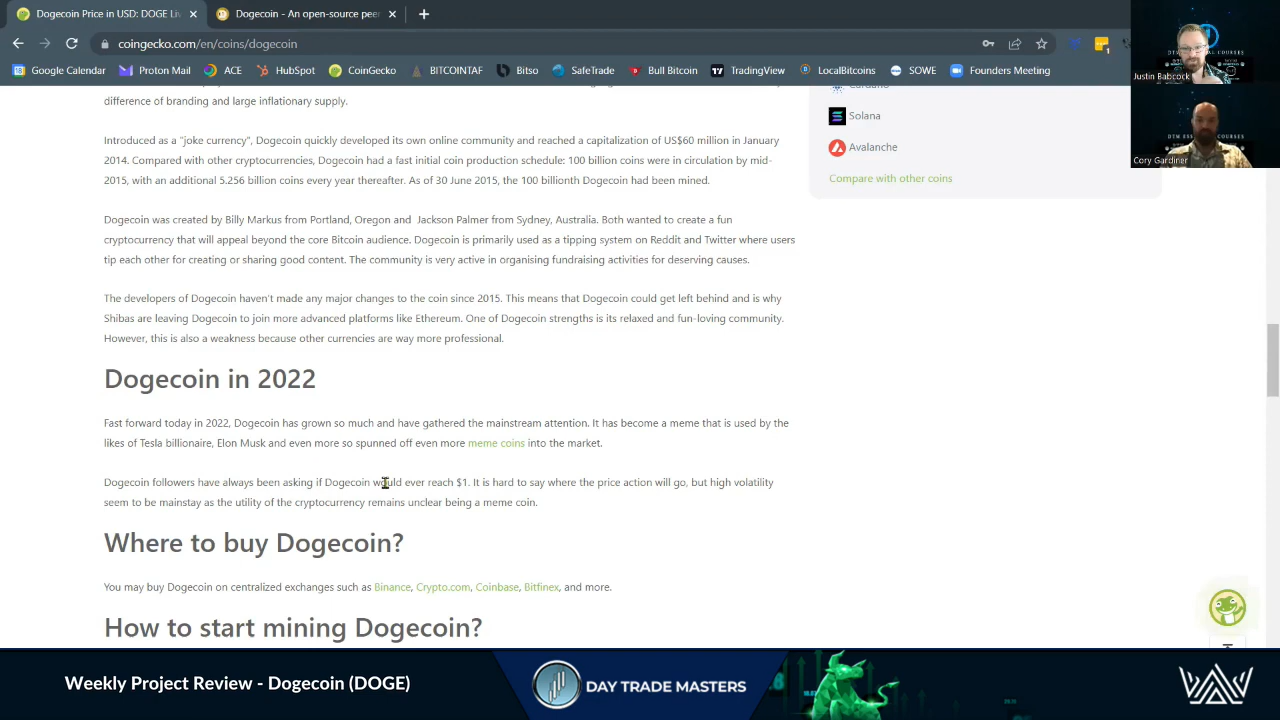 Dogecoin Price in USD: DOGE Liv
Dogecoin - An open-source peer
coingecko.com/en/coins/dogecoin
Google Calendar
Proton Mail
ACE
HubSpot
CoinGecko
BITCOINTAF
BitsG
SafeTrade
Bull Bitcoin
TradingView
LocalBitcoins
SOWE
Founders Meeting
1
Justin Babcock
Cory Gardiner
difference of branding and large inflationary supply.
Introduced as a "joke currency", Dogecoin quickly developed its own online community and reached a capitalization of US$60 million in January
2014. Compared with other cryptocurrencies, Dogecoin had a fast initial coin production schedule: 100 billion coins were in circulation by mid-
2015, with an additional 5.256 billion coins every year thereafter. As of 30 June 2015, the 100 billionth Dogecoin had been mined.
Dogecoin was created by Billy Markus from Portland, Oregon and Jackson Palmer from Sydney, Australia. Both wanted to create a fun
cryptocurrency that will appeal beyond the core Bitcoin audience. Dogecoin is primarily used as a tipping system on Reddit and Twitter where users
tip each other for creating or sharing good content. The community is very active in organising fundraising activities for deserving causes.
The developers of Dogecoin haven't made any major changes to the coin since 2015. This means that Dogecoin could get left behind and is why
Shibas are leaving Dogecoin to join more advanced platforms like Ethereum. One of Dogecoin strengths is its relaxed and fun-loving community.
However, this is also a weakness because other currencies are way more professional.
Dogecoin in 2022
Fast forward today in 2022, Dogecoin has grown so much and have gathered the mainstream attention. It has become a meme that is used by the
likes of Tesla billionaire, Elon Musk and even more so spunned off even more meme coins into the market.
Dogecoin followers have always been asking if Dogecoin would ever reach $1. It is hard to say where the price action will go, but high volatility
seem to be mainstay as the utility of the cryptocurrency remains unclear being a meme coin.
Where to buy Dogecoin?
You may buy Dogecoin on centralized exchanges such as Binance, Crypto.com, Coinbase, Bitfinex, and more.
How to start mining Dogecoin?
Cardano
Solana
Avalanche
Compare with other coins
Weekly Project Review - Dogecoin (DOGE)
DAY TRADE MASTERS